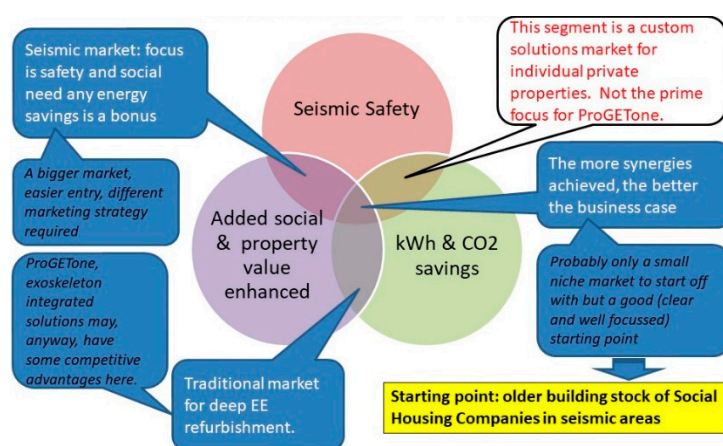 Seismic market: focus
is safety and social
need any energy
savings is a bonus
A bigger market,
easier entry, different
marketing strategy
required
ProGETone,
exoskeleton
integrated
solutions may,
anyway, have
some competitive
advantages here.
Traditional market
for deep EE
refurbishment.
Seismic Safety
Added social
& property
value
enhanced
kWh & CO2
savings
This segment is a custom
solutions market for
individual private
properties. Not the prime
focus for ProGETone.
The more synergies
achieved, the better
the business case
Probably only a small
niche market to start off
with but a good (clear
and well focussed)
starting point
Starting point: older building stock of Social
Housing Companies in seismic areas